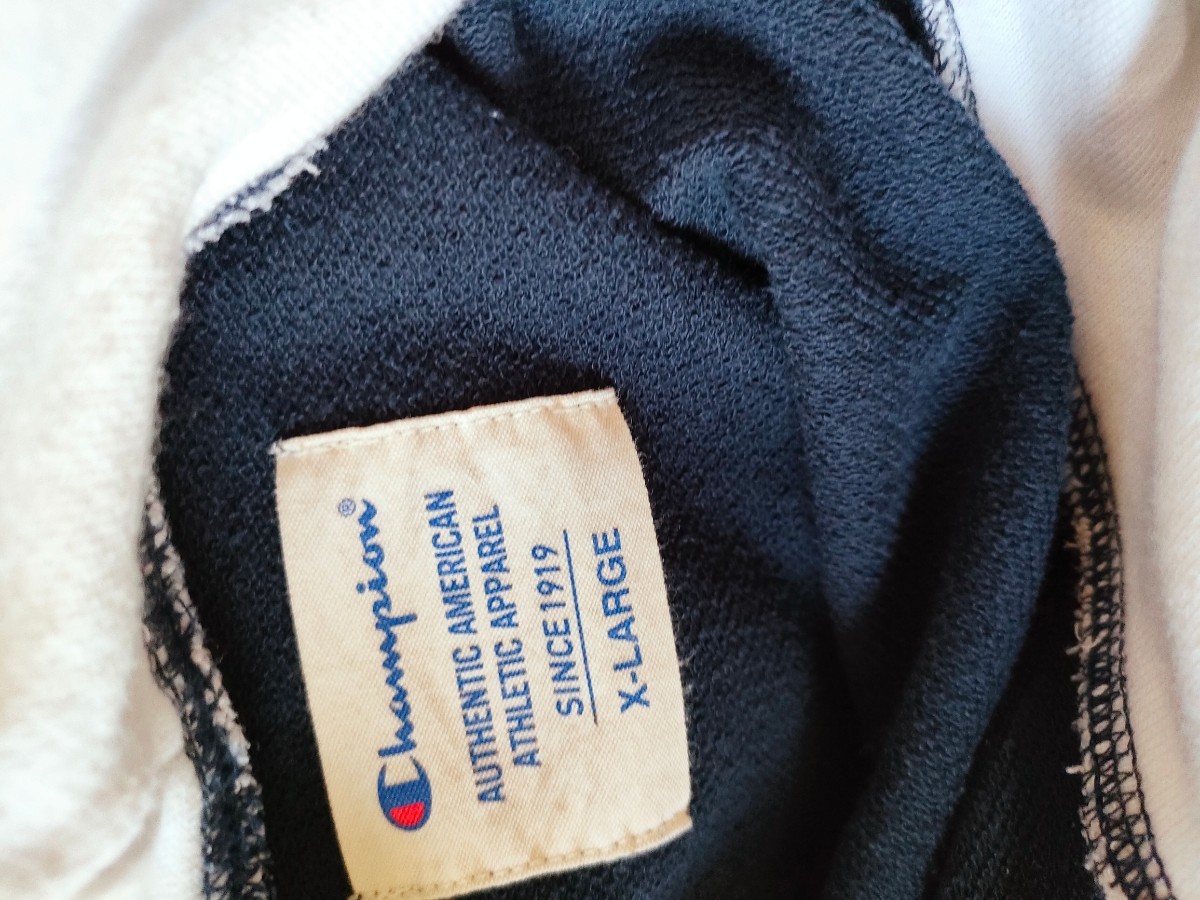 Champion®
AUTHENTIC AMERICAN
ATHLETIC APPAREL
SINCE 1919
X-LARGE